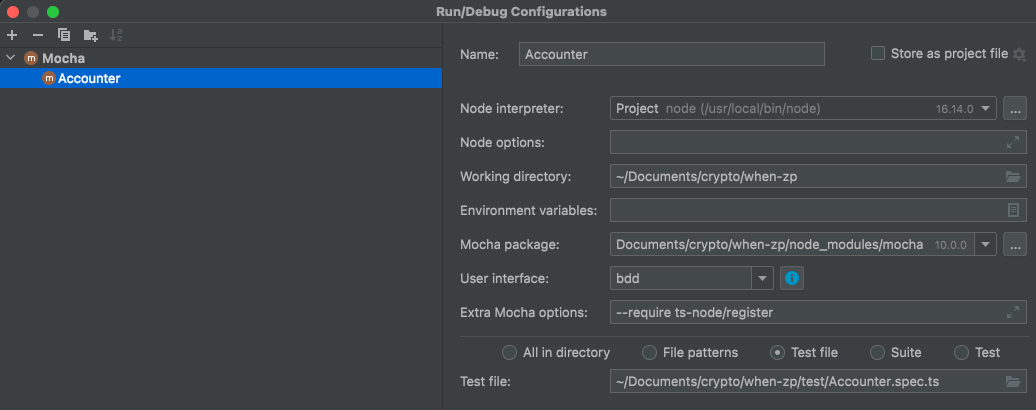 Run/Debug Configurations
Mocha
Accounter
Name: Accounter Store as project file
Node interpreter: Project node (/usr/local/bin/node) 16.14.0 ...
Node options:
Working directory: ~/Documents/crypto/when-zp
Environment variables:
Mocha package: Documents/crypto/when-zp/node_modules/mocha 10.0.0 ...
User interface: bdd
Extra Mocha options: --require ts-node/register
All in directory File patterns Test file Suite Test
Test file: ~/Documents/crypto/when-zp/test/Accounter.spec.ts